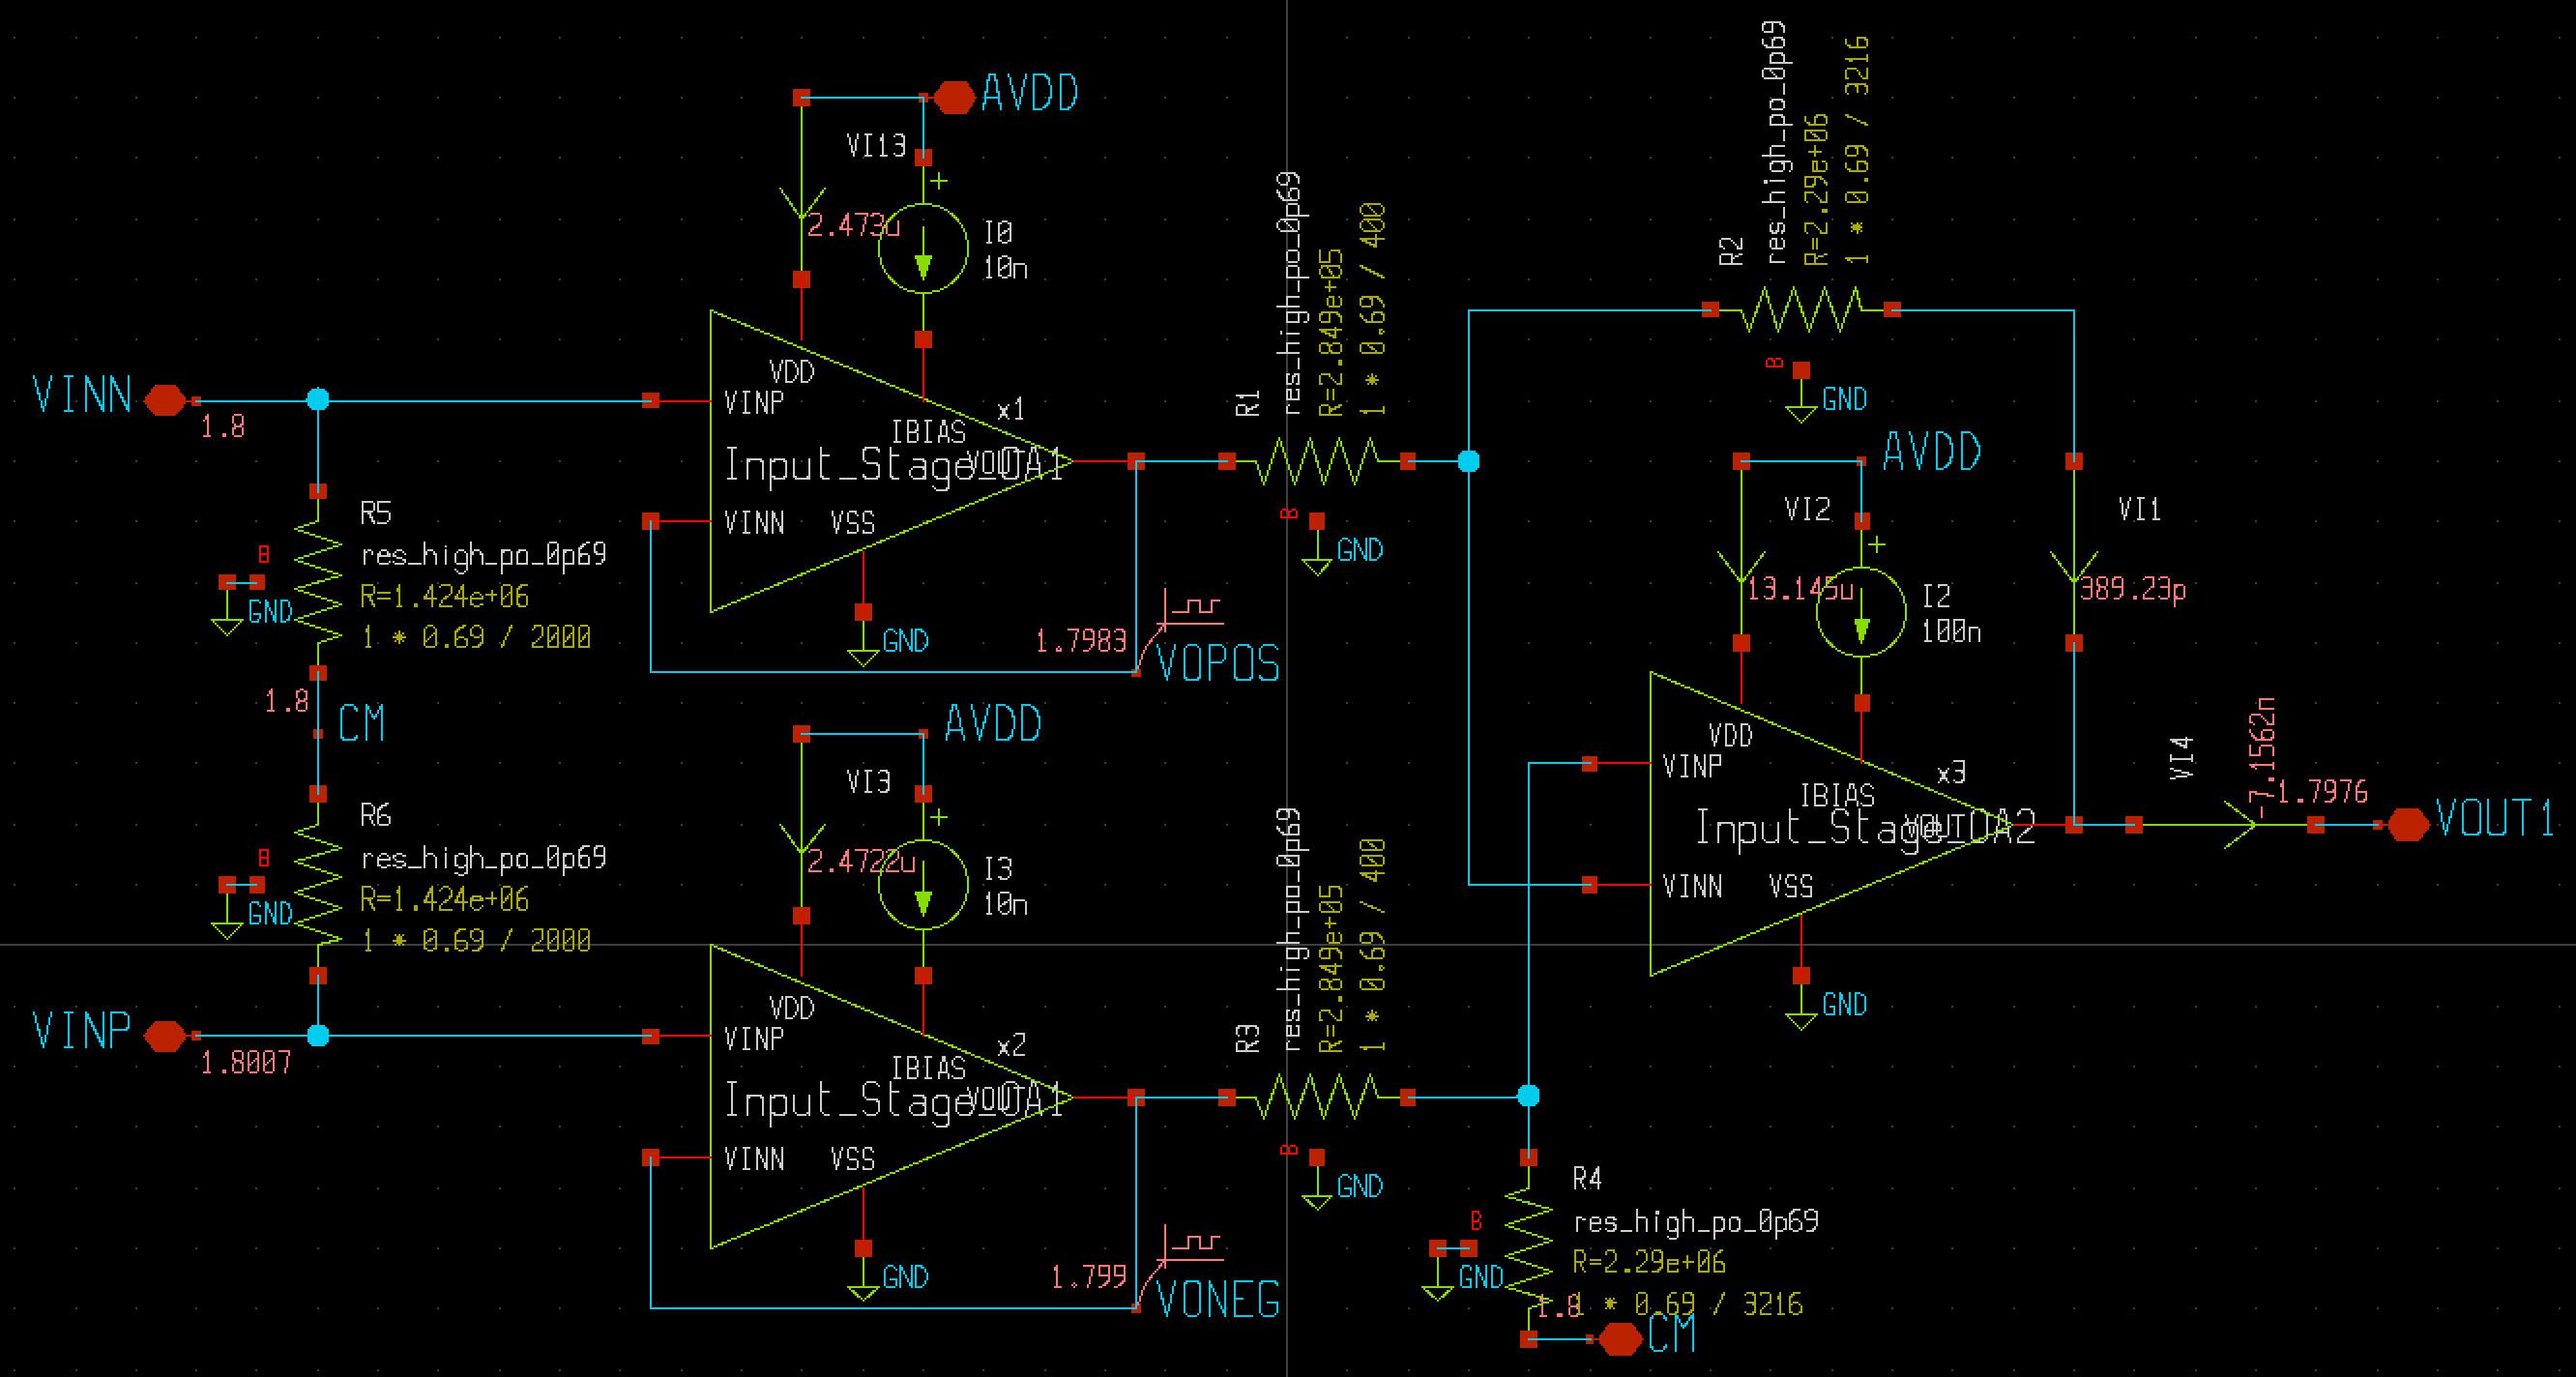 AVDD
VI13
+
2.473u
I0
10n
VINN
1.8
VDD
VINP
IBIAS
x1
Input_Stage_OA1
VOUT
VINN
VSS
GND
1.7983
VOPOS
R5
res_high_po_0p69
R=1.424e+06
1 * 0.69 / 2000
B
GND
1.8
CM
R6
res_high_po_0p69
R=1.424e+06
1 * 0.69 / 2000
B
GND
VINP
1.8007
AVDD
VI3
+
2.4722u
I3
10n
VDD
VINP
IBIAS
x2
Input_Stage_OA1
VOUT
VINN
VSS
GND
1.799
VONEG
R1
res_high_po_0p69
R=2.849e+05
1 * 0.69 / 400
B
GND
R3
res_high_po_0p69
R=2.849e+05
1 * 0.69 / 400
B
GND
R2
res_high_po_0p69
R=2.29e+06
1 * 0.69 / 3216
B
GND
AVDD
VI2
+
13.145u
I2
100n
VI1
389.23p
VDD
VINP
IBIAS
x3
Input_Stage_OA2
VOUT
VINN
VSS
GND
VI4
-7.1562n
1.7976
VOUT1
R4
res_high_po_0p69
R=2.29e+06
1 * 0.69 / 3216
B
GND
1.8
CM